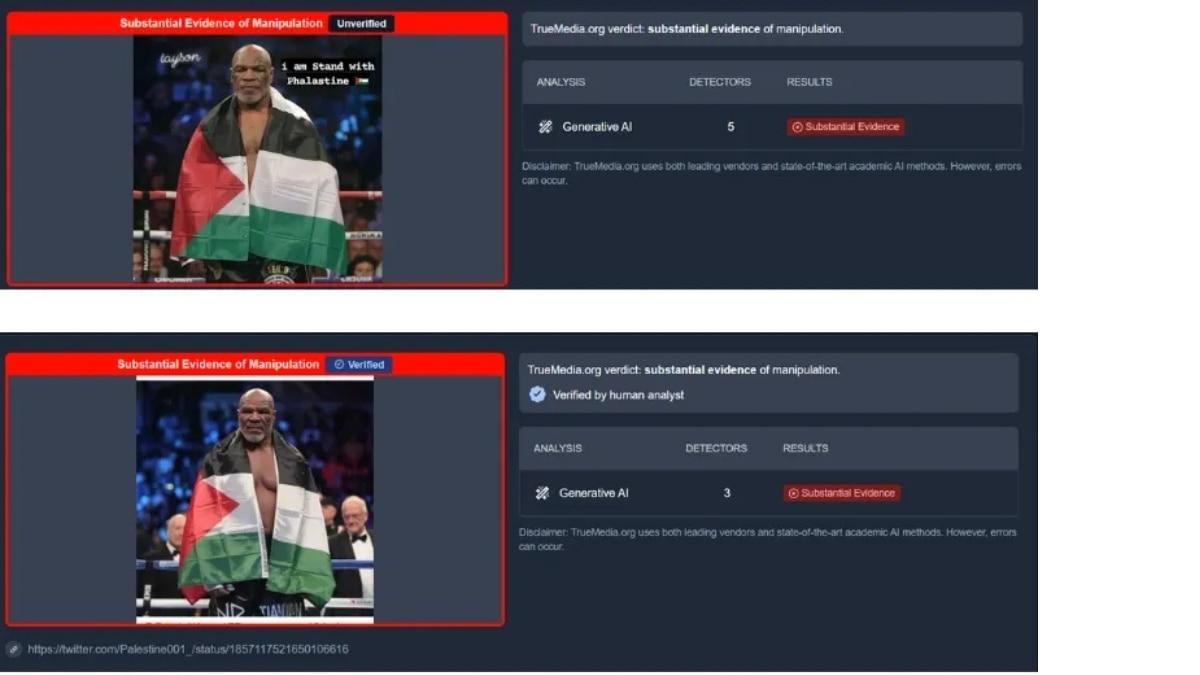 Substantial Evidence of Manipulation Unverified
tayson
i am Stand with
Phalastine
TrueMedia.org verdict: substantial evidence of manipulation.
ANALYSIS DETECTORS RESULTS
Generative AI 5 Substantial Evidence
Disclaimer: TrueMedia.org uses both leading vendors and state-of-the-art academic AI methods. However, errors
can occur.
Substantial Evidence of Manipulation Verified
TrueMedia.org verdict: substantial evidence of manipulation.
Verified by human analyst
ANALYSIS DETECTORS RESULTS
Generative AI 3 Substantial Evidence
Disclaimer: TrueMedia.org uses both leading vendors and state-of-the-art academic AI methods. However, errors
can occur.
https://twitter.com/Palestine001_/status/1857117521650106616